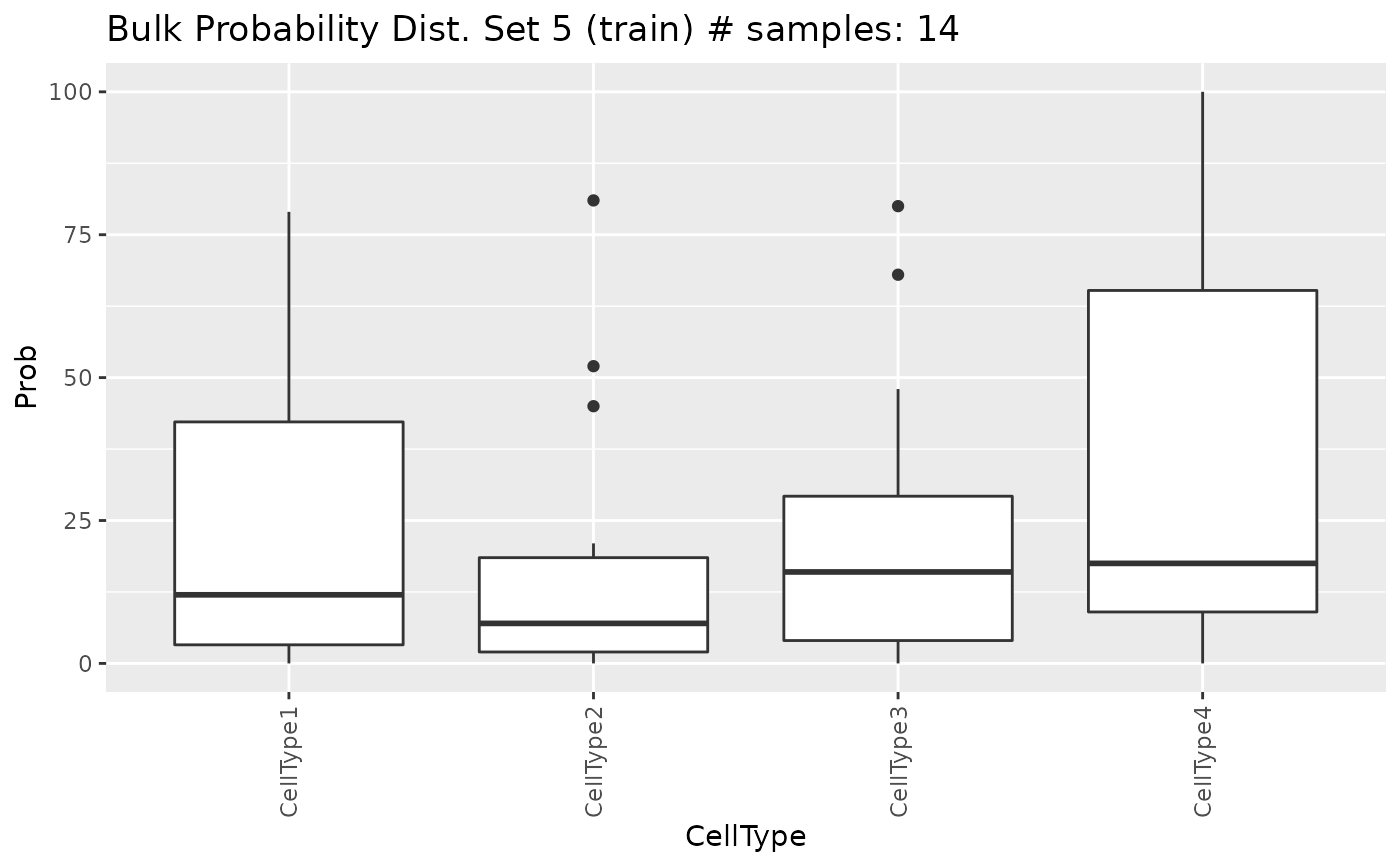 Bulk Probability Dist. Set 5 (train) # samples: 14
Prob
100
75
50
25
0
CellType1
CellType2
CellType3
CellType4
CellType